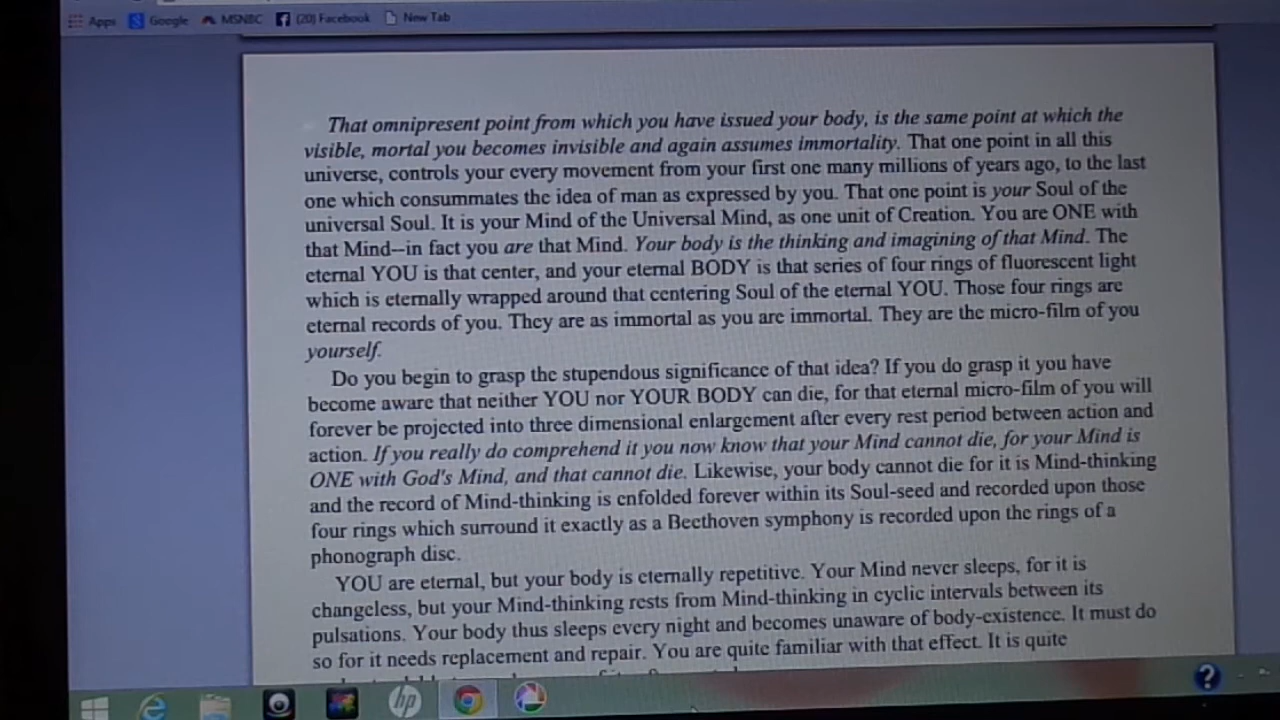 Apps Google MSNBC (20) Facebook New Tab
That omnipresent point from which you have issued your body, is the same point at which the
visible, mortal you becomes invisible and again assumes immortality. That one point in all this
universe, controls your every movement from your first one many millions of years ago, to the last
one which consummates the idea of man as expressed by you. That one point is your Soul of the
universal Soul. It is your Mind of the Universal Mind, as one unit of Creation. You are ONE with
that Mind--in fact you are that Mind. Your body is the thinking and imagining of that Mind. The
eternal YOU is that center, and your eternal BODY is that series of four rings of fluorescent light
which is eternally wrapped around that centering Soul of the eternal YOU. Those four rings are
eternal records of you. They are as immortal as you are immortal. They are the micro-film of you
yourself.
Do you begin to grasp the stupendous significance of that idea? If you do grasp it you have
become aware that neither YOU nor YOUR BODY can die, for that eternal micro-film of you will
forever be projected into three dimensional enlargement after every rest period between action and
action. If you really do comprehend it you now know that your Mind cannot die, for your Mind is
ONE with God's Mind, and that cannot die. Likewise, your body cannot die for it is Mind-thinking
and the record of Mind-thinking is enfolded forever within its Soul-seed and recorded upon those
four rings which surround it exactly as a Beethoven symphony is recorded upon the rings of a
phonograph disc.
YOU are eternal, but your body is eternally repetitive. Your Mind never sleeps, for it is
changeless, but your Mind-thinking rests from Mind-thinking in cyclic intervals between its
pulsations. Your body thus sleeps every night and becomes unaware of body-existence. It must do
so for it needs replacement and repair. You are quite familiar with that effect. It is quite
hp ?